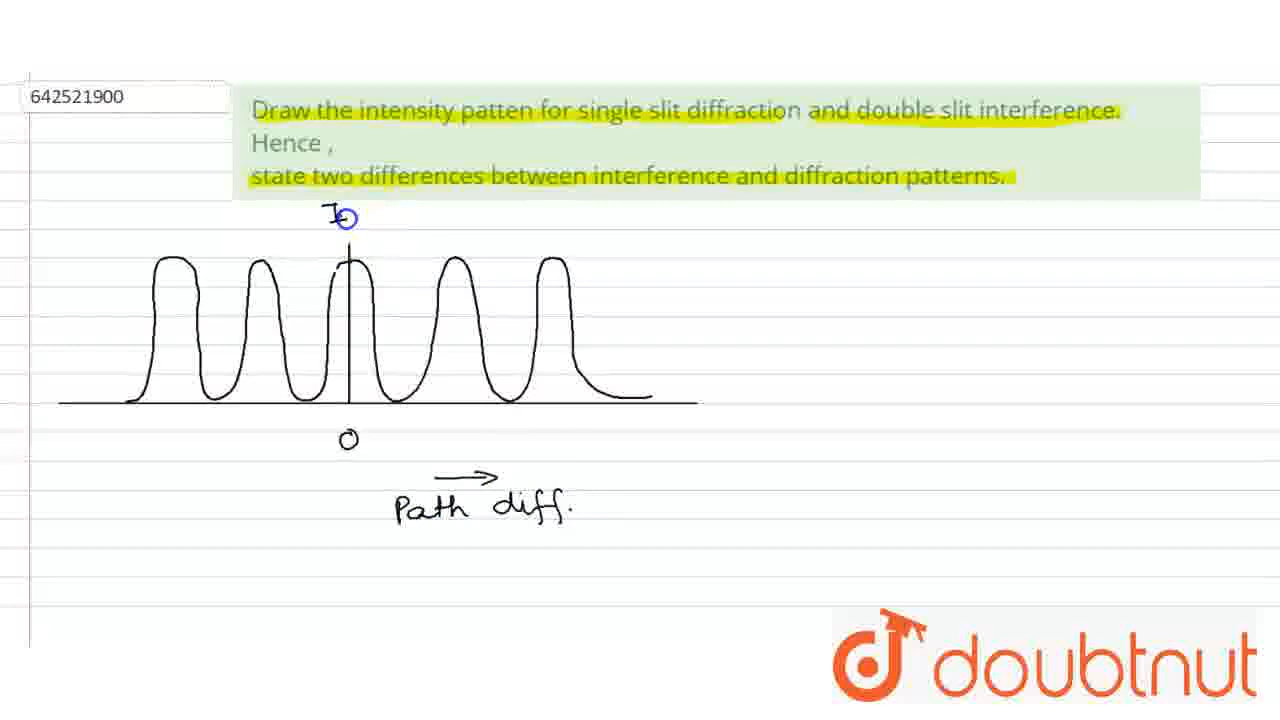 642521900
Draw the intensity patten for single slit diffraction and double slit interference.
Hence ,
state two differences between interference and diffraction patterns.
I
O
Path diff.
doubtnut